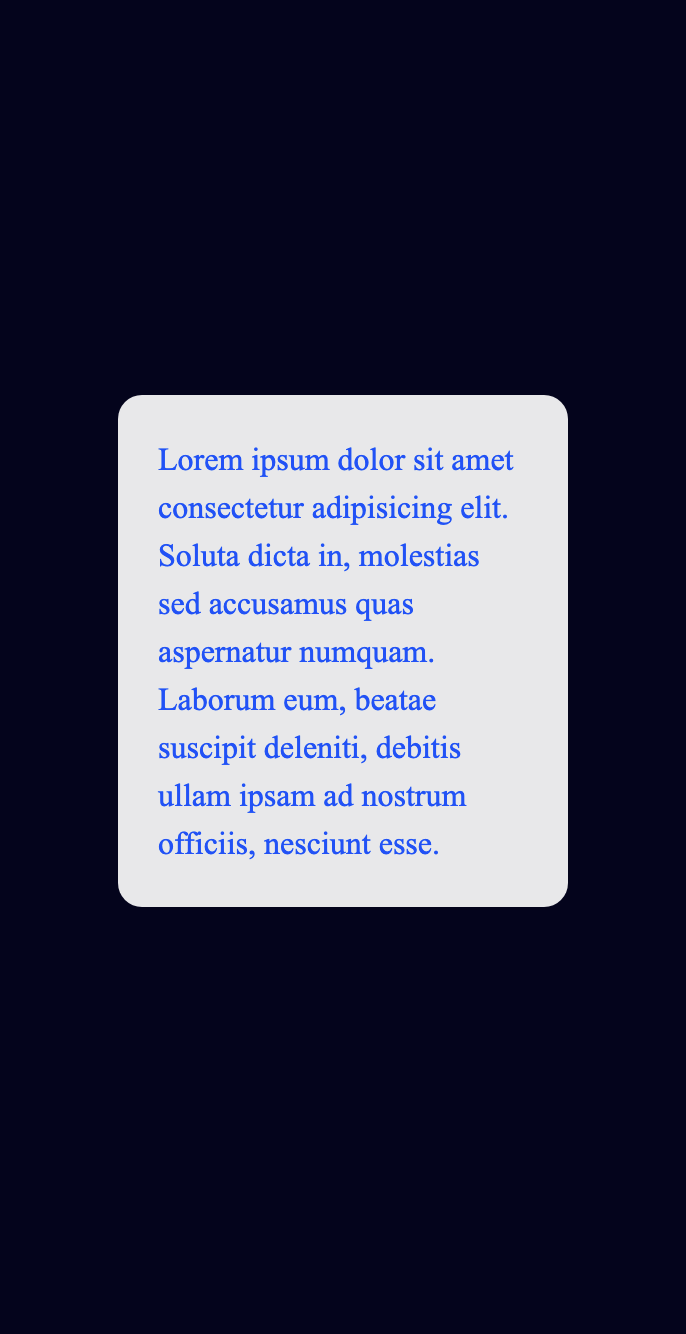 Lorem ipsum dolor sit amet
consectetur adipisicing elit.
Soluta dicta in, molestias
sed accusamus quas
aspernatur numquam.
Laborum eum, beatae
suscipit deleniti, debitis
ullam ipsam ad nostrum
officiis, nesciunt esse.